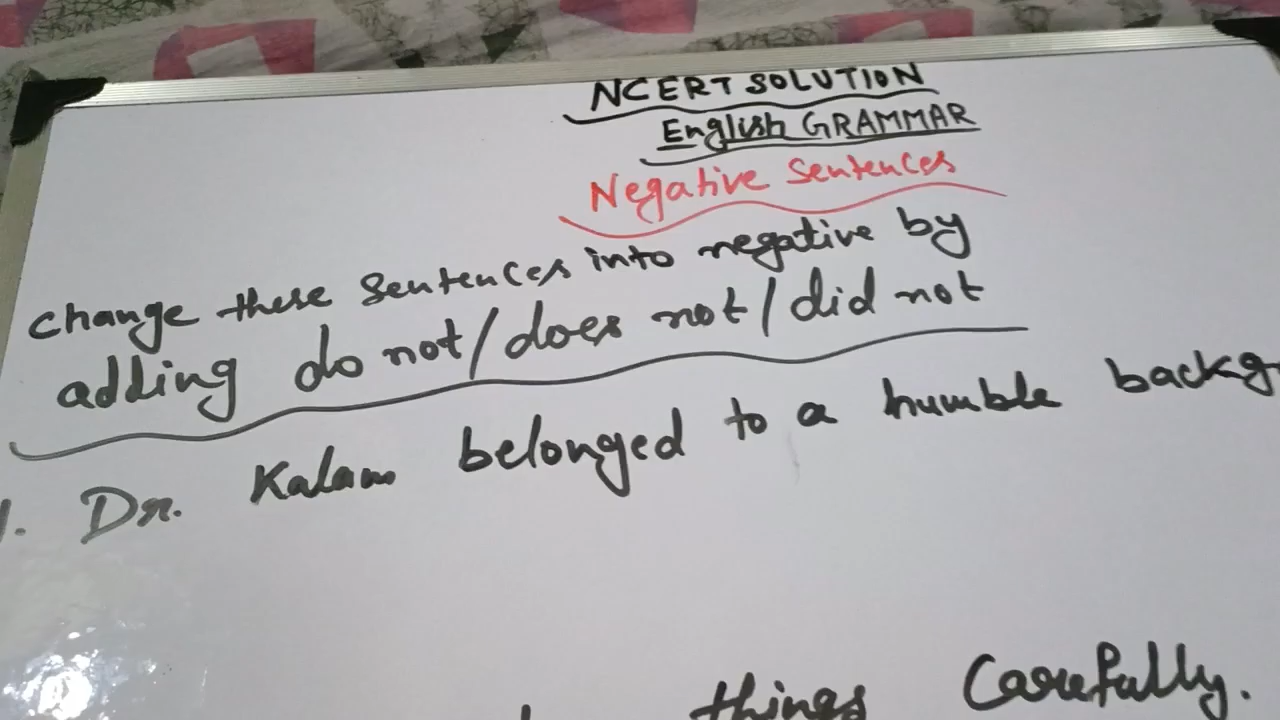 NCERT SOLUTION
English GRAMMAR
Negative Sentences
change these sentences into negative by
adding do not/does not/did not
1. Dr. Kalam belonged to a humble backg
things Carefully.